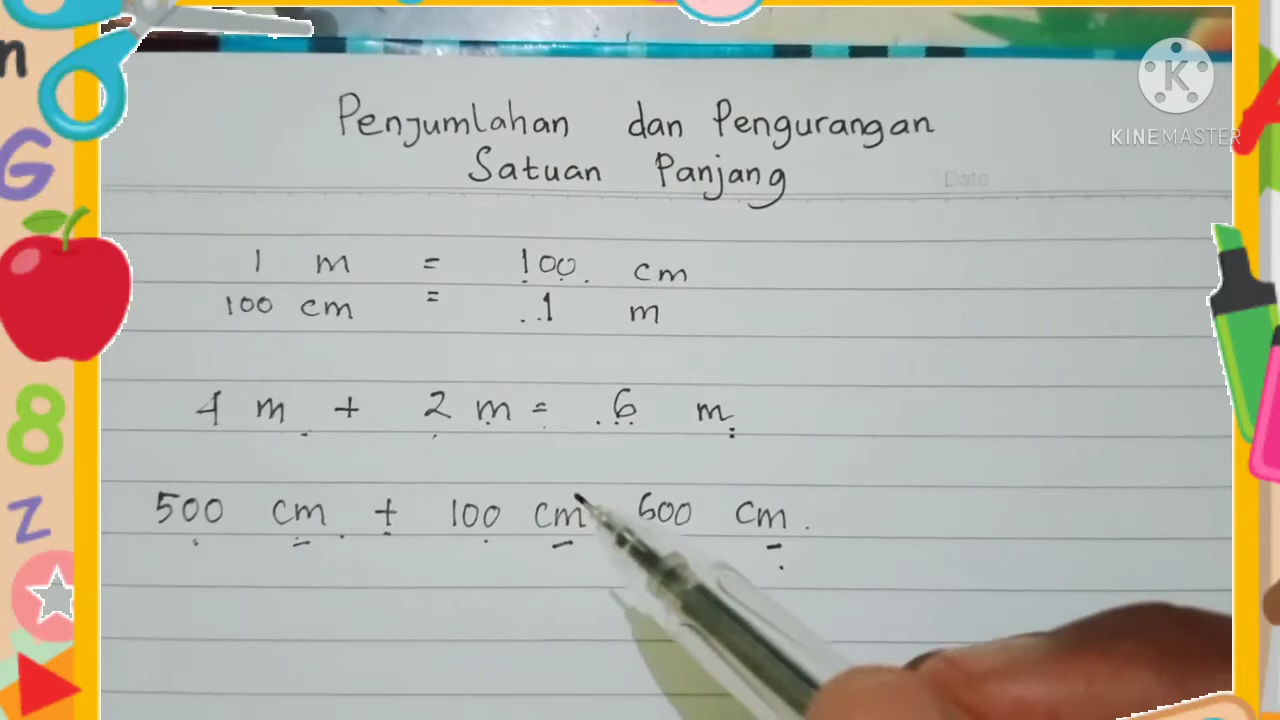 Penjumlahan dan Pengurangan
Satuan Panjang
Date
KINEMASTER
1 m = 100 cm
100 cm = 1 m
4 m + 2 m = 6 m
500 cm + 100 cm 600 cm